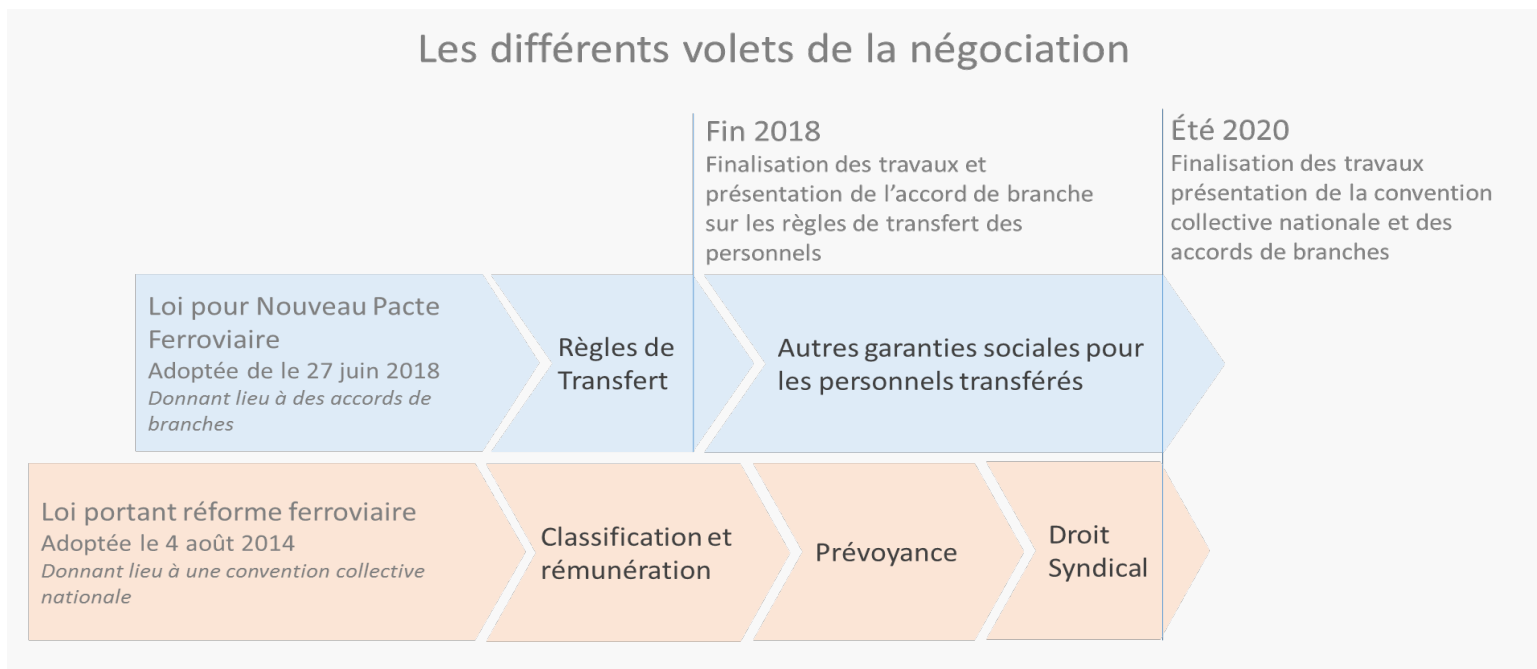 Les différents volets de la négociation
Fin 2018
Finalisation des travaux et
présentation de l’accord de branche
sur les règles de transfert des
personnels
Été 2020
Finalisation des travaux
présentation de la convention
collective nationale et des
accords de branches
Loi pour Nouveau Pacte
Ferroviaire
Adoptée de le 27 juin 2018
Donnant lieu à des accords de
branches
Règles de
Transfert
Autres garanties sociales pour
les personnels transférés
Loi portant réforme ferroviaire
Adoptée le 4 août 2014
Donnant lieu à une convention collective
nationale
Classification et
rémunération
Prévoyance
Droit
Syndical